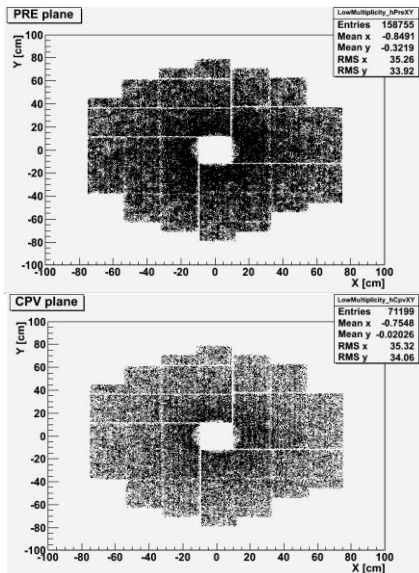 PRE plane
LowMultiplicity_hPreXY
Entries 158755
Mean x -0.8491
Mean y -0.3219
RMS x 35.26
RMS y 33.92
Y [cm]
100
80
60
40
20
0
-20
-40
-60
-80
-100
-100 -80 -60 -40 -20 0 20 40 60 80 100
X [cm]
CPV plane
LowMultiplicity_hCpvXY
Entries 71199
Mean x -0.7548
Mean y -0.02026
RMS x 35.32
RMS y 34.06
Y [cm]
100
80
60
40
20
0
-20
-40
-60
-80
-100
-100 -80 -60 -40 -20 0 20 40 60 80 100
X [cm]